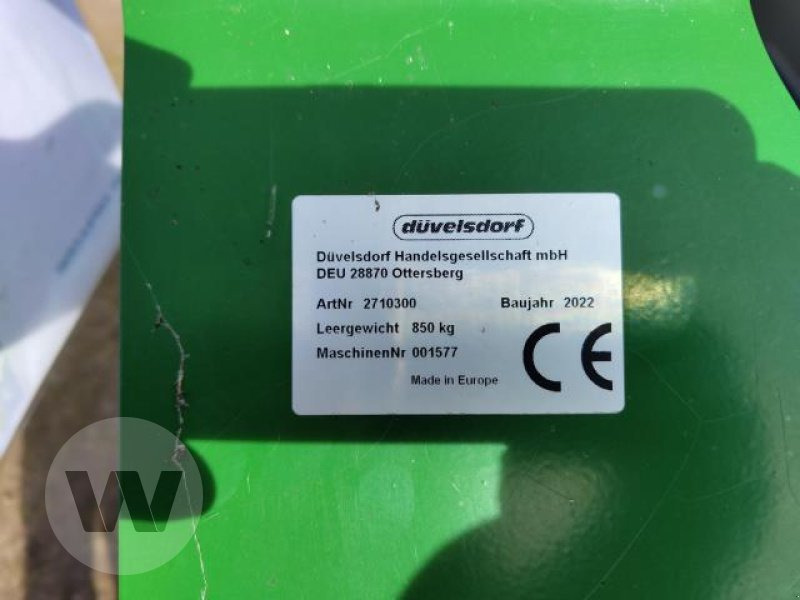 düvelsdorf
Düvelsdorf Handelsgesellschaft mbH
DEU 28870 Ottersberg
ArtNr 2710300 Baujahr 2022
Leergewicht 850 kg
MaschinenNr 001577
CE
Made in Europe
W